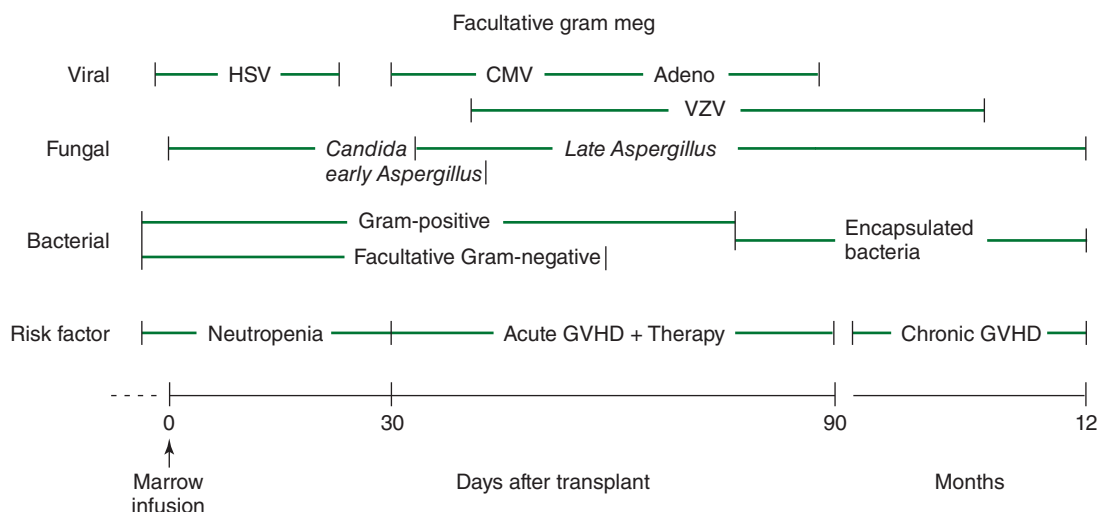 Facultative gram meg
Viral HSV CMV Adeno
VZV
Fungal Candida Late Aspergillus
early Aspergillus
Bacterial Gram-positive
Facultative Gram-negative
Encapsulated
bacteria
Risk factor Neutropenia Acute GVHD + Therapy Chronic GVHD
0 30 90 12
Marrow
infusion
Days after transplant Months